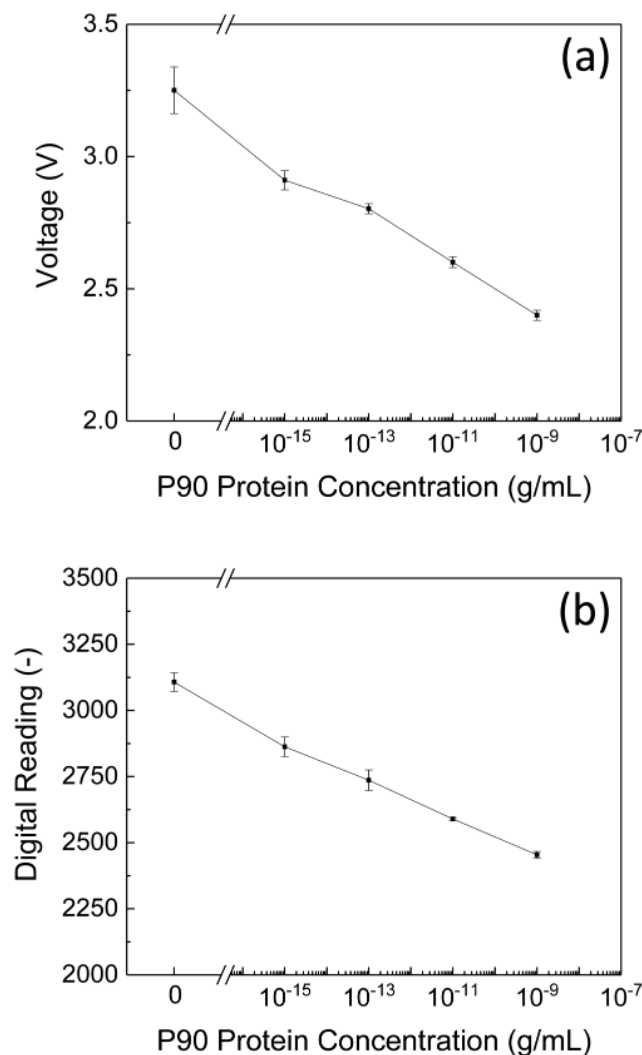 (a)
3.5
3.0
2.5
2.0
Voltage (V)
0 10⁻¹⁵ 10⁻¹³ 10⁻¹¹ 10⁻⁹ 10⁻⁷
P90 Protein Concentration (g/mL)
(b)
3500
3250
3000
2750
2500
2250
2000
Digital Reading (-)
0 10⁻¹⁵ 10⁻¹³ 10⁻¹¹ 10⁻⁹ 10⁻⁷
P90 Protein Concentration (g/mL)